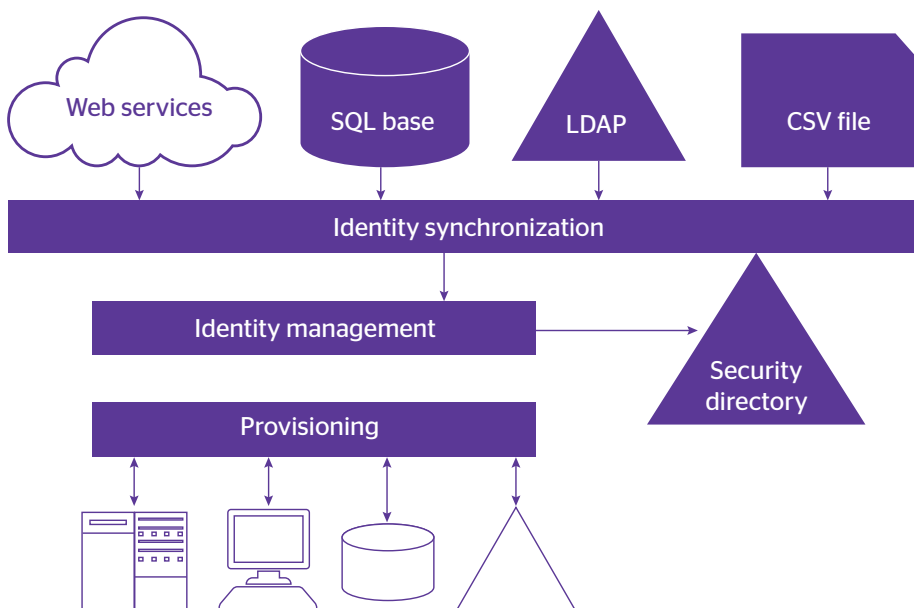 Web services
SQL base
LDAP
CSV file
Identity synchronization
Identity management
Security
directory
Provisioning